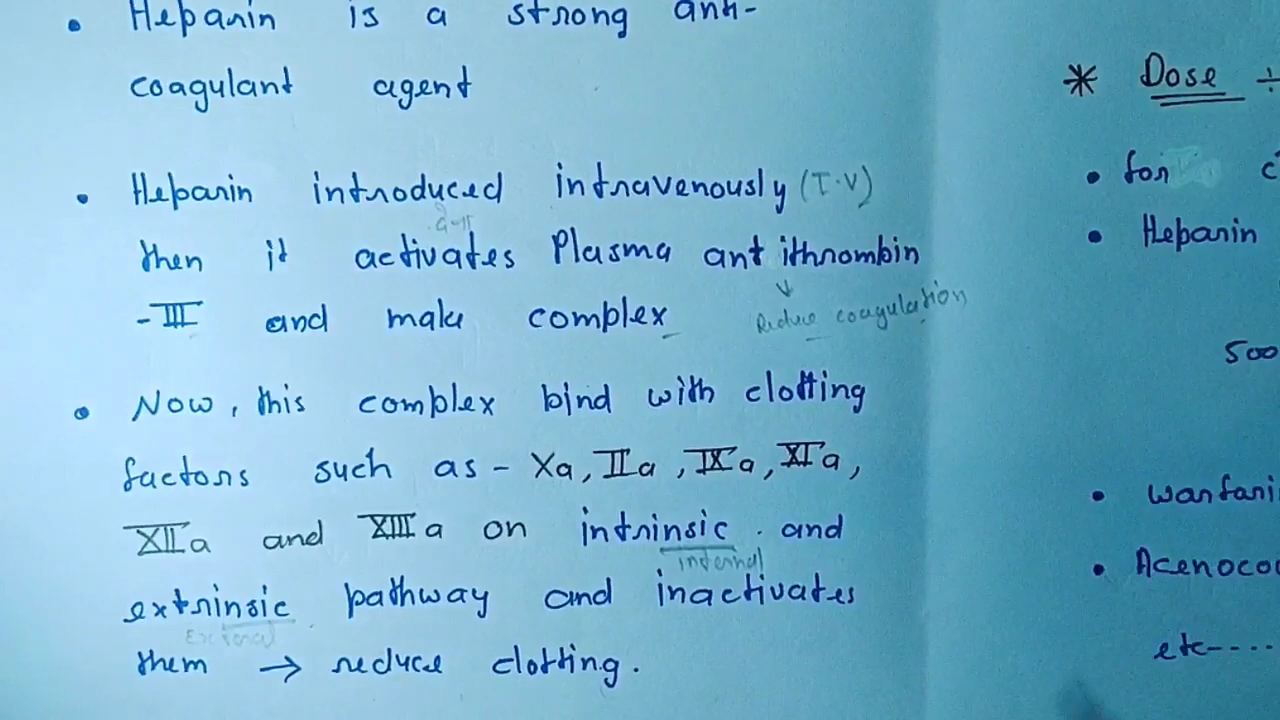 • Heparin is a strong anti-
coagulant agent
• Heparin introduced intravenously (I.V)
then it activates Plasma antithrombin
-III and make complex
↓
Reduce coagulation
• Now, this complex bind with clotting
factors such as - Xa, IIa, IXa, XIa,
XIIa and XIIIa on intrinsic and
internal
extrinsic pathway and inactivates
External
them → reduce clotting.
* Dose ÷
• for
• Heparin
500
•
• Acenoco
etc----